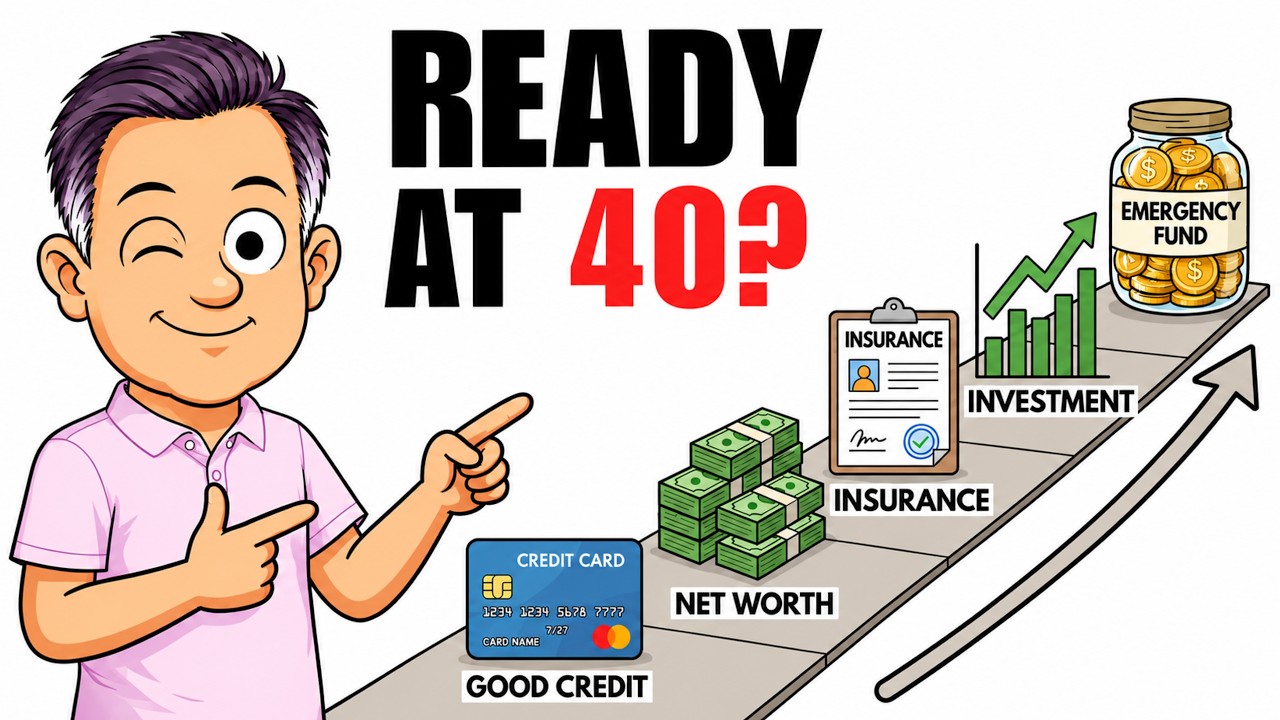 READY
AT 40?
EMERGENCY
FUND
INSURANCE
INVESTMENT
INSURANCE
NET WORTH
CREDIT CARD
1234 1234 5678 7777
7/27
CARD NAME
GOOD CREDIT